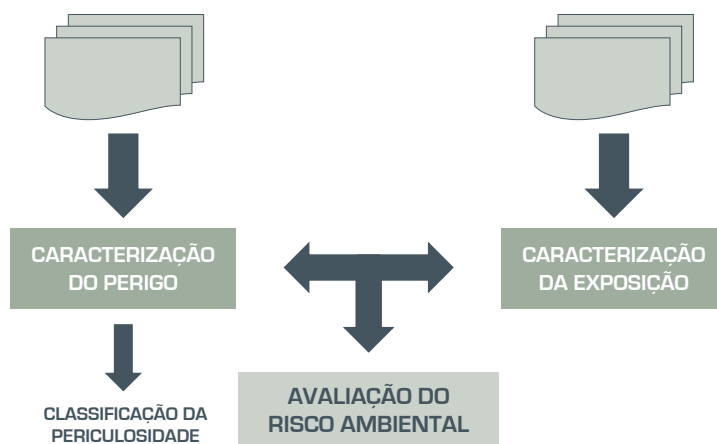 CARACTERIZAÇÃO
DO PERIGO
CARACTERIZAÇÃO
DA EXPOSIÇÃO
CLASSIFICAÇÃO DA
PERICULOSIDADE
AVALIAÇÃO DO
RISCO AMBIENTAL